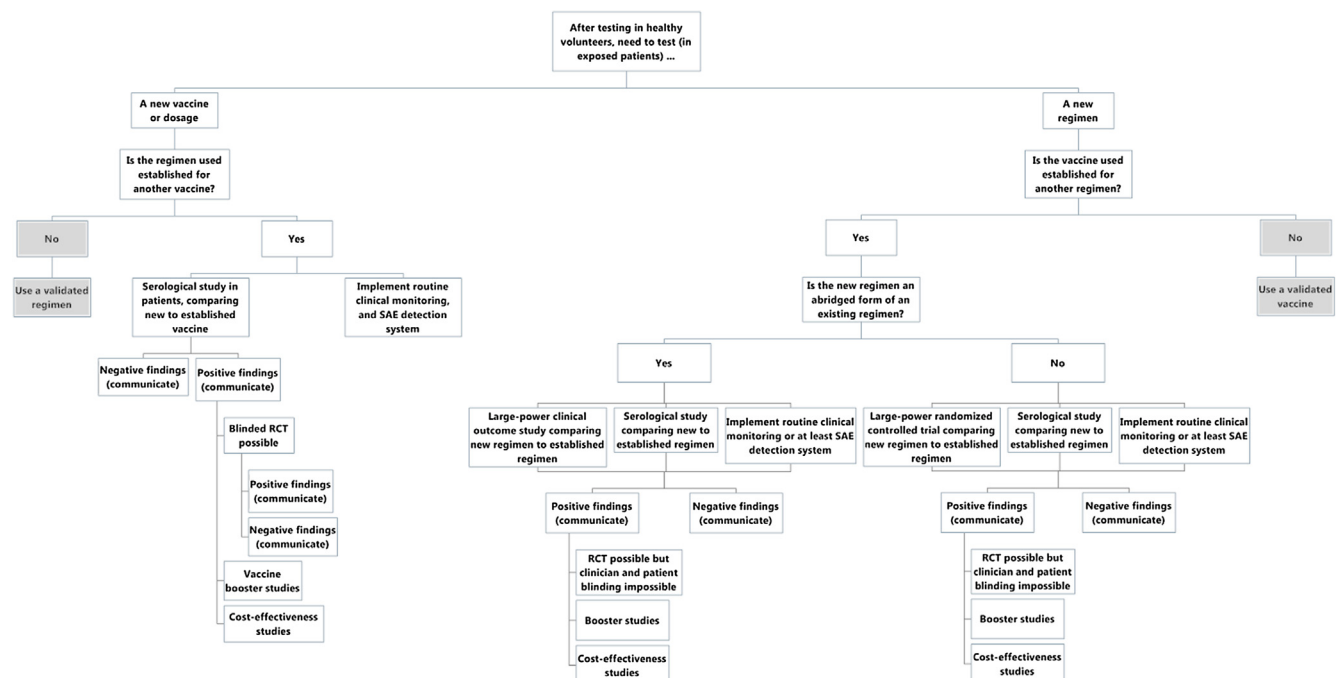 After testing in healthy
volunteers, need to test (in
exposed patients) ...
A new vaccine
or dosage
A new
regimen
Is the regimen used
established for
another vaccine?
Is the vaccine used
established for
another regimen?
No
Yes
Yes
No
Use a validated
regimen
Serological study in
patients, comparing
new to established
vaccine
Implement routine
clinical monitoring,
and SAE detection
system
Is the new regimen an
abridged form of an
existing regimen?
Use a validated
vaccine
Negative findings
(communicate)
Positive findings
(communicate)
Yes
No
Blinded RCT
possible
Positive findings
(communicate)
Negative findings
(communicate)
Vaccine
booster studies
Cost-effectiveness
studies
Large-power clinical
outcome study comparing
new regimen to established
regimen
Serological study
comparing new to
established regimen
Implement routine clinical
monitoring or at least SAE
detection system
Large-power randomized
controlled trial comparing
new regimen to established
regimen
Serological study
comparing new to
established regimen
Implement routine clinical
monitoring or at least SAE
detection system
Positive findings
(communicate)
Negative findings
(communicate)
Positive findings
(communicate)
Negative findings
(communicate)
RCT possible but
clinician and patient
blinding impossible
Booster studies
Cost-effectiveness
studies
RCT possible but
clinician and patient
blinding impossible
Booster studies
Cost-effectiveness
studies